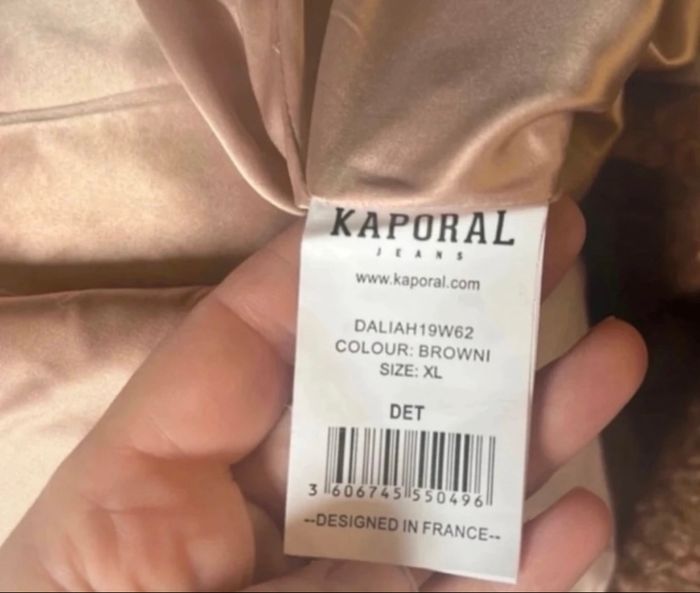 KAPORAL
JEANS
www.kaporal.com
DALIAH19W62
COLOUR: BROWNI
SIZE: XL
DET
3 606745 550496
--DESIGNED IN FRANCE--